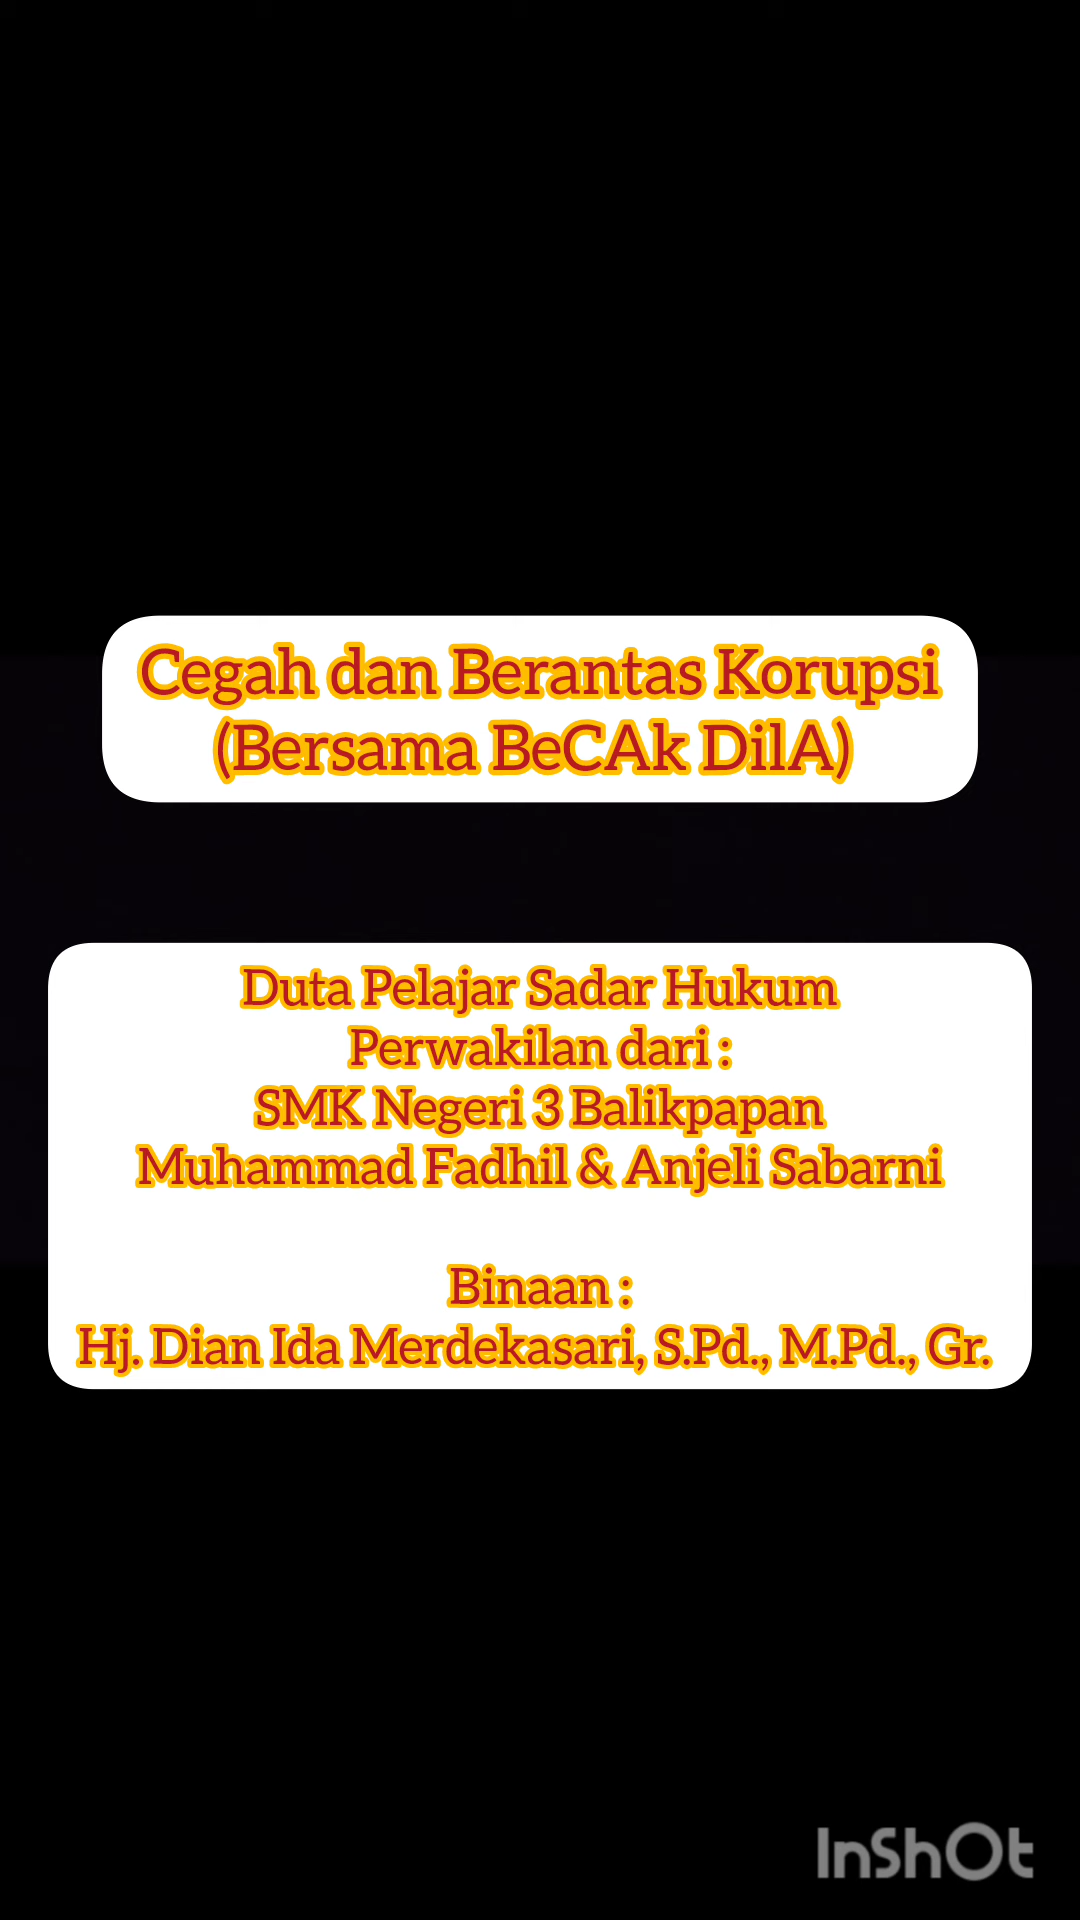 Cegah dan Berantas Korupsi
(Bersama BeCAk DilA)
Duta Pelajar Sadar Hukum
Perwakilan dari :
SMK Negeri 3 Balikpapan
Muhammad Fadhil & Anjeli Sabarni
Binaan :
Hj. Dian Ida Merdekasari, S.Pd., M.Pd., Gr.
InShOt